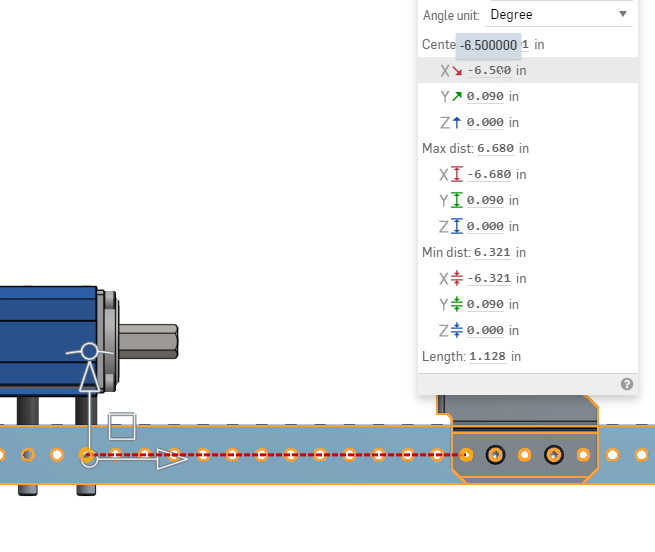 Angle unit: Degree
Cente -6.500000 1 in
X -6.500 in
Y 0.090 in
Z 0.000 in
Max dist: 6.680 in
X -6.680 in
Y 0.090 in
Z 0.000 in
Min dist: 6.321 in
X -6.321 in
Y 0.090 in
Z 0.000 in
Length: 1.128 in
?